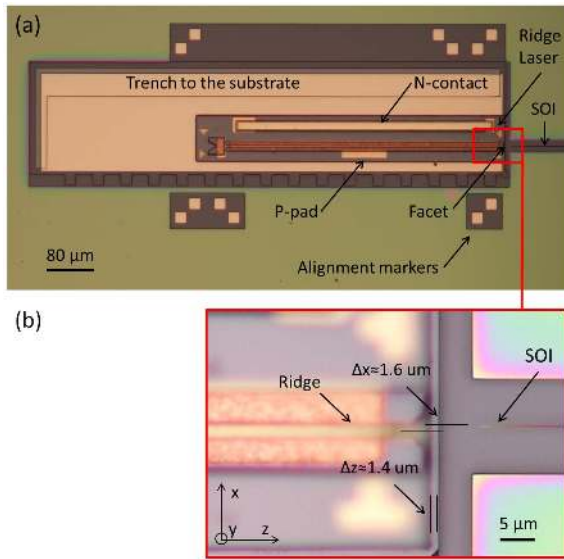 (a)
Ridge
Laser
Trench to the substrate
N-contact
SOI
P-pad
Facet
80 μm
Alignment markers
(b)
Δx≈1.6 um
SOI
Ridge
Δz≈1.4 um
x
y
z
5 μm